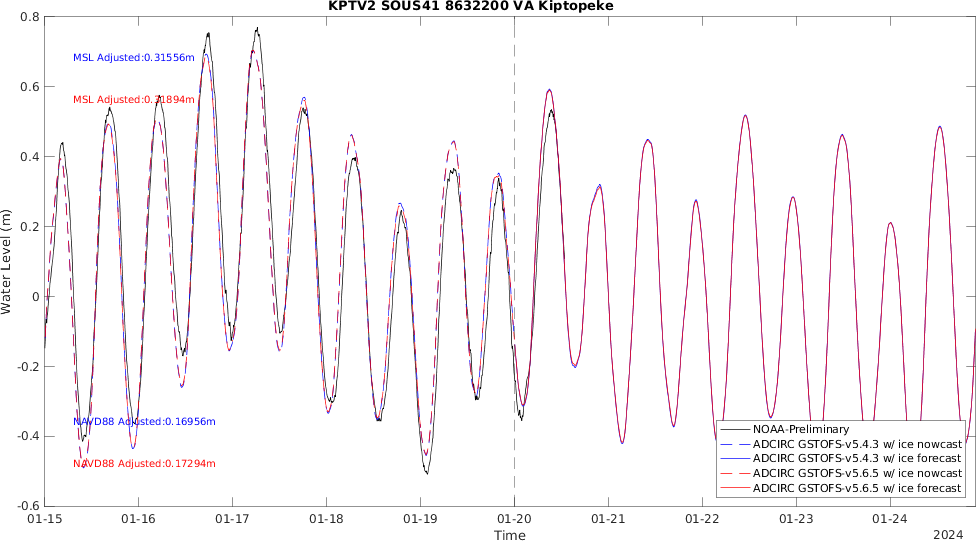 KPTV2 SOUS41 8632200 VA Kiptopeke
0.8
0.6
0.4
0.2
0
-0.2
-0.4
-0.6
Water Level (m)
MSL Adjusted:0.31556m
MSL Adjusted:0.31894m
NAVD88 Adjusted:0.16956m
NAVD88 Adjusted:0.17294m
NOAA-Preliminary
ADCIRC GSTOFS-v5.4.3 w/ ice nowcast
ADCIRC GSTOFS-v5.4.3 w/ ice forecast
ADCIRC GSTOFS-v5.6.5 w/ ice nowcast
ADCIRC GSTOFS-v5.6.5 w/ ice forecast
01-15 01-16 01-17 01-18 01-19 01-20 01-21 01-22 01-23 01-24
Time
2024